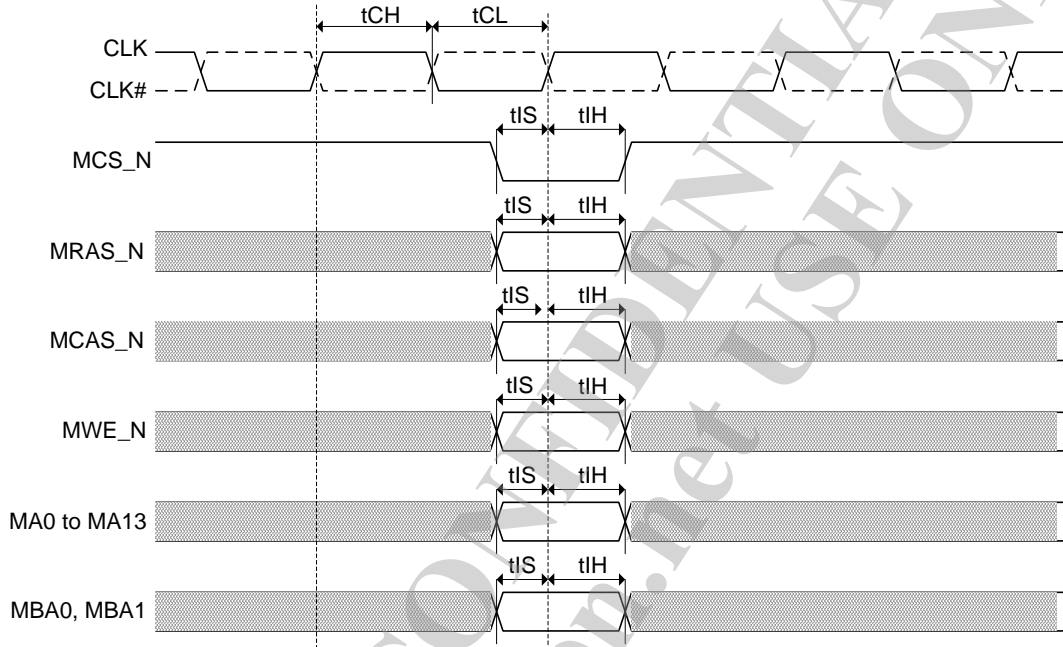 tCH tCL
CLK
CLK#
tIS tIH
MCS_N
tIS tIH
MRAS_N
tIS tIH
MCAS_N
tIS tIH
MWE_N
tIS tIH
MA0 to MA13
tIS tIH
MBA0, MBA1